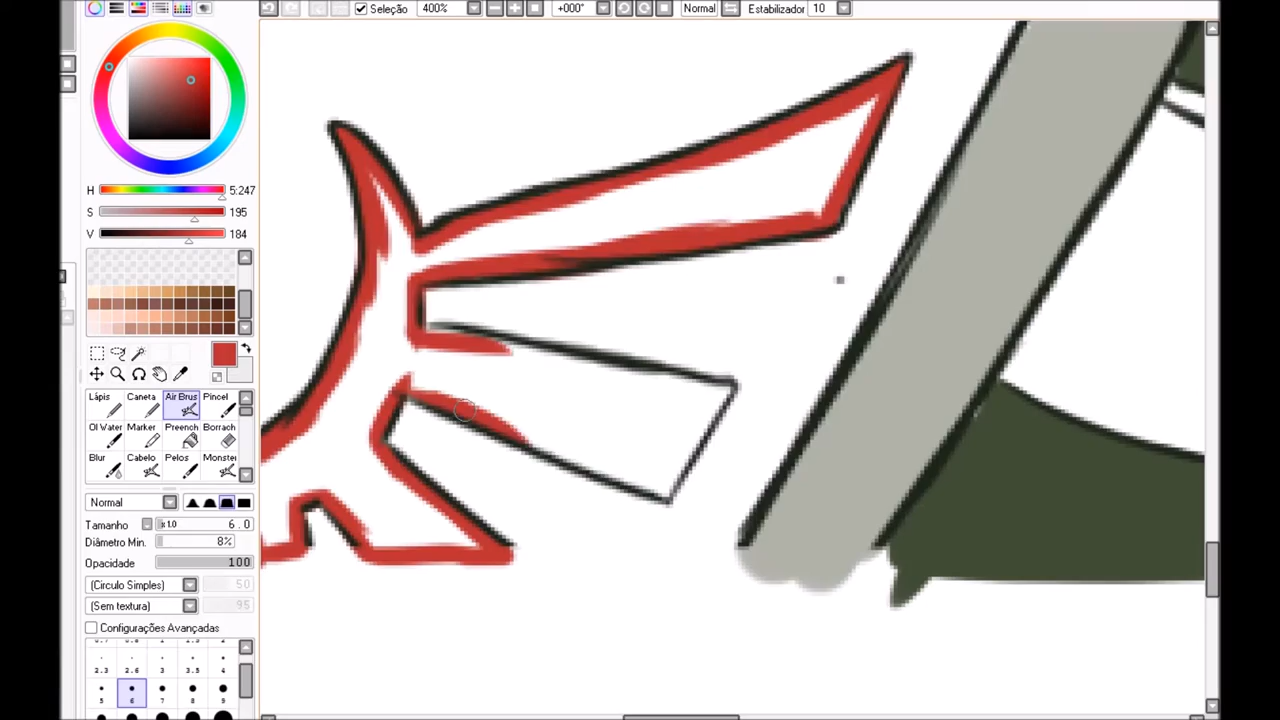 Seleção 400% +000° Normal Estabilizador 10
H 5:247
S 195
V 184
Lápis Caneta Air Brus Pincel
Oil Water Marker Preench Borrach
Blur Cabelo Pelos Monster
Normal
Tamanho x1.0 6.0
Diâmetro Min. 8%
Opacidade 100
(Circulo Simples) 50
(Sem textura) 95
Configurações Avançadas
2.3 2.6 3 3.5 4
5 6 7 8 9